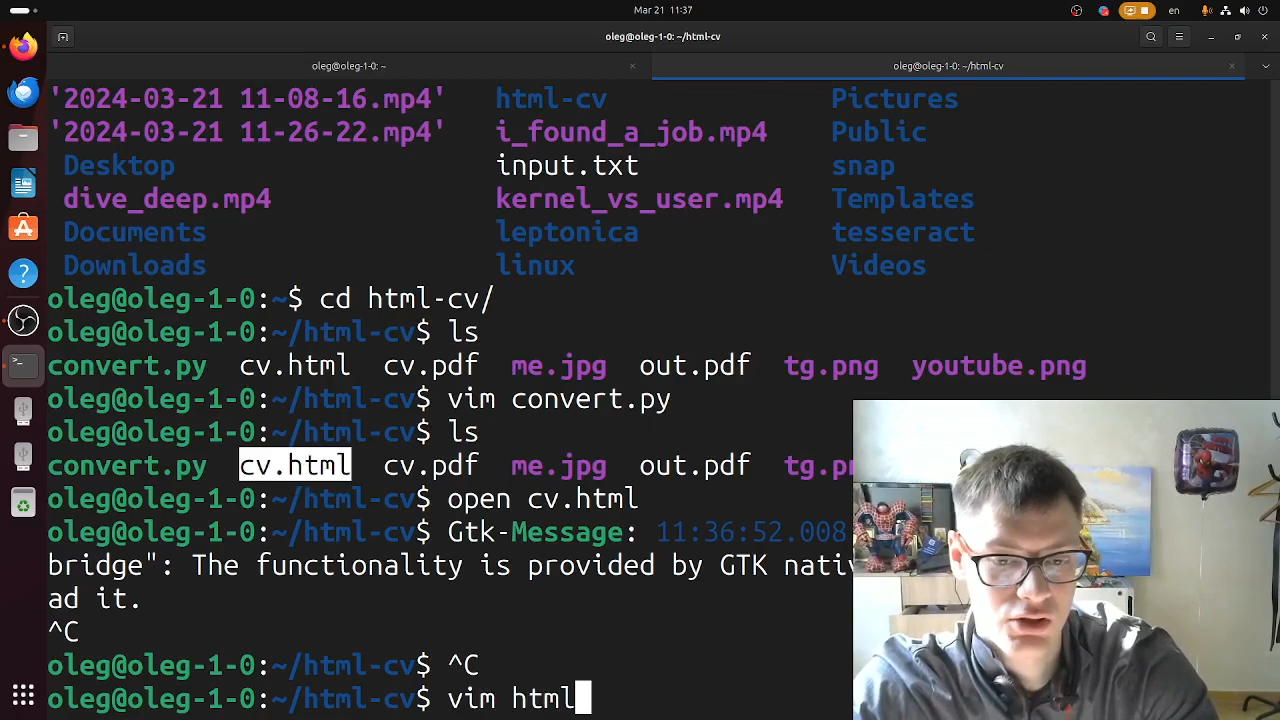 Mar 21 11:37
en
oleg@oleg-1-0: ~/html-cv
oleg@oleg-1-0: ~
oleg@oleg-1-0: ~/html-cv
'2024-03-21 11-08-16.mp4' html-cv Pictures
'2024-03-21 11-26-22.mp4' i_found_a_job.mp4 Public
Desktop input.txt snap
dive_deep.mp4 kernel_vs_user.mp4 Templates
Documents leptonica tesseract
Downloads linux Videos
oleg@oleg-1-0:~$ cd html-cv/
oleg@oleg-1-0:~/html-cv$ ls
convert.py cv.html cv.pdf me.jpg out.pdf tg.png youtube.png
oleg@oleg-1-0:~/html-cv$ vim convert.py
oleg@oleg-1-0:~/html-cv$ ls
convert.py cv.html cv.pdf me.jpg out.pdf tg.pn
oleg@oleg-1-0:~/html-cv$ open cv.html
oleg@oleg-1-0:~/html-cv$ Gtk-Message: 11:36:52.008
bridge": The functionality is provided by GTK nativ
ad it.
^C
oleg@oleg-1-0:~/html-cv$ ^C
oleg@oleg-1-0:~/html-cv$ vim html